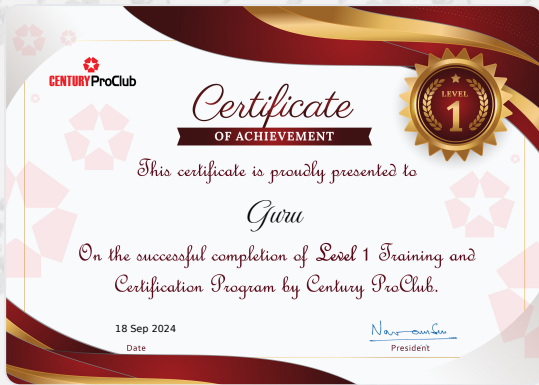 CENTURY ProClub
Certificate
OF ACHIEVEMENT
LEVEL
1
This certificate is proudly presented to
Guru
On the successful completion of Level 1 Training and
Certification Program by Century ProClub.
18 Sep 2024
Date
President